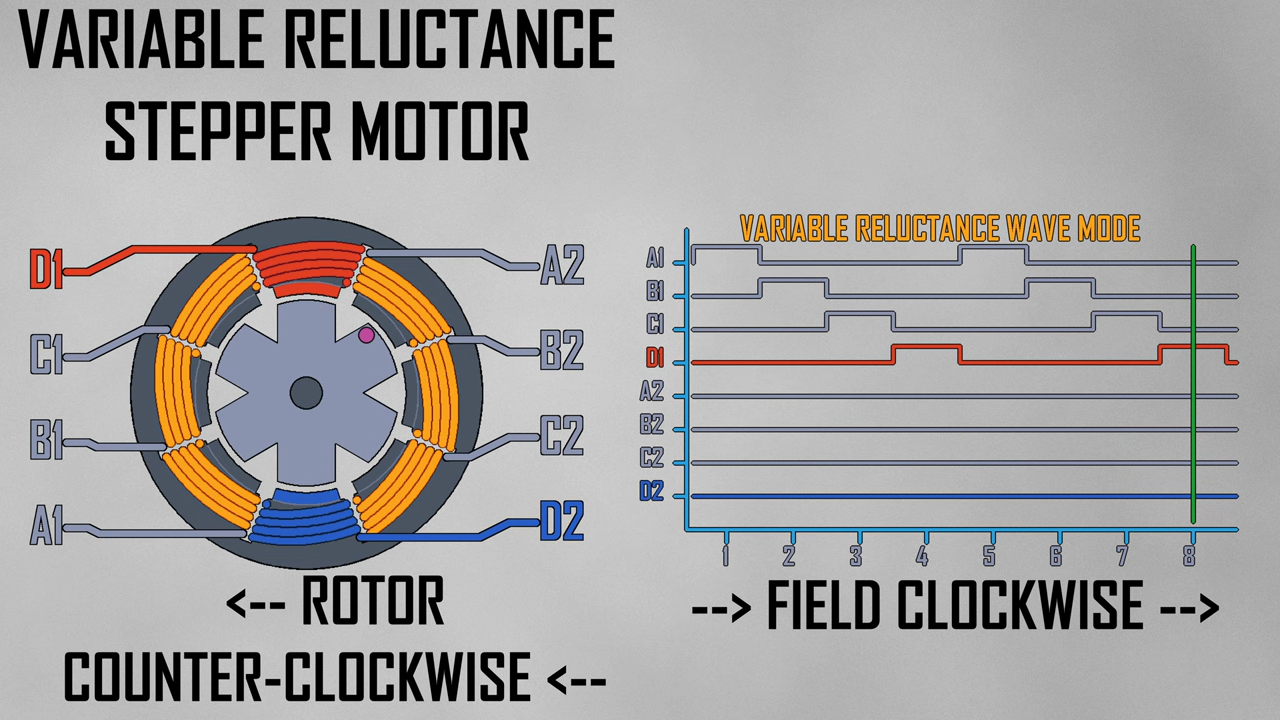 VARIABLE RELUCTANCE
STEPPER MOTOR
D1
C1
B1
A1
A2
B2
C2
D2
<-- ROTOR
COUNTER-CLOCKWISE <--
VARIABLE RELUCTANCE WAVE MODE
A1
B1
C1
D1
A2
B2
C2
D2
1 2 3 4 5 6 7 8
--> FIELD CLOCKWISE -->